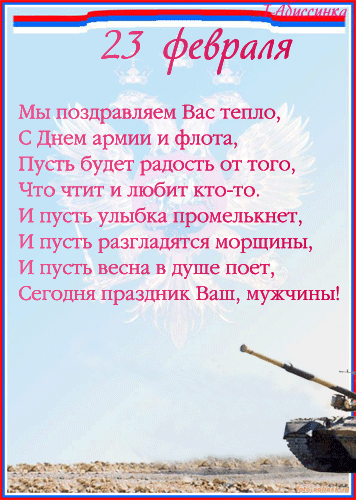 Адиссинка
23 февраля
Мы поздравляем Вас тепло,
С Днем армии и флота,
Пусть будет радость от того,
Что чтит и любит кто-то.
И пусть улыбка промелькнет,
И пусть разгладятся морщины,
И пусть весна в душе поет,
Сегодня праздник Ваш, мужчины!